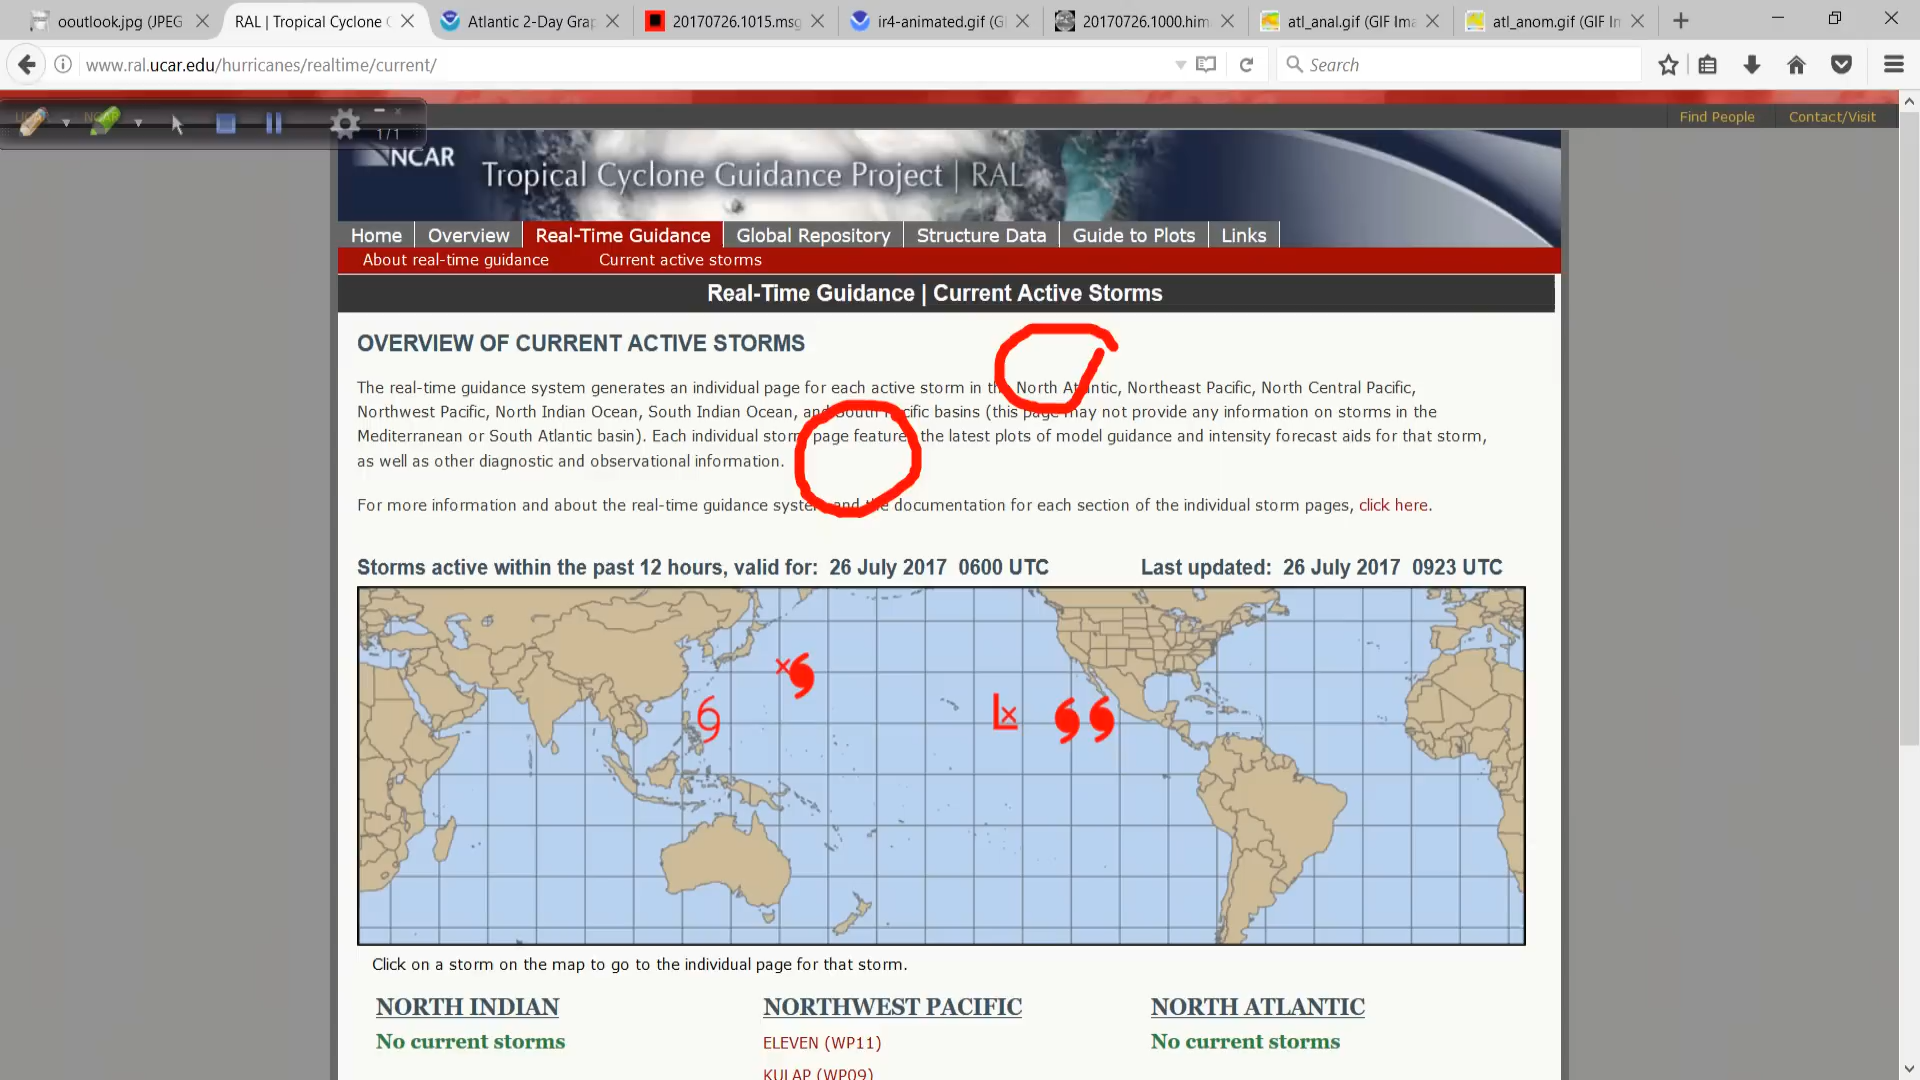 ooutlook.jpg (JPEG
RAL | Tropical Cyclone
Atlantic 2-Day Grap
20170726.1015.msg
ir4-animated.gif (G
20170726.1000.him
atl_anal.gif (GIF Ima
atl_anom.gif (GIF In
www.ral.ucar.edu/hurricanes/realtime/current/
Search
1/1
Find People
Contact/Visit
NCAR
Tropical Cyclone Guidance Project | RAL
Home
Overview
Real-Time Guidance
Global Repository
Structure Data
Guide to Plots
Links
About real-time guidance
Current active storms
Real-Time Guidance | Current Active Storms
OVERVIEW OF CURRENT ACTIVE STORMS
The real-time guidance system generates an individual page for each active storm in the North Atlantic, Northeast Pacific, North Central Pacific,
Northwest Pacific, North Indian Ocean, South Indian Ocean, and South Pacific basins (this page may not provide any information on storms in the
Mediterranean or South Atlantic basin). Each individual storm page features the latest plots of model guidance and intensity forecast aids for that storm,
as well as other diagnostic and observational information.
For more information and about the real-time guidance system and the documentation for each section of the individual storm pages, click here.
Storms active within the past 12 hours, valid for: 26 July 2017 0600 UTC
Last updated: 26 July 2017 0923 UTC
L
Click on a storm on the map to go to the individual page for that storm.
NORTH INDIAN
No current storms
NORTHWEST PACIFIC
ELEVEN (WP11)
KULAP (WP09)
NORTH ATLANTIC
No current storms